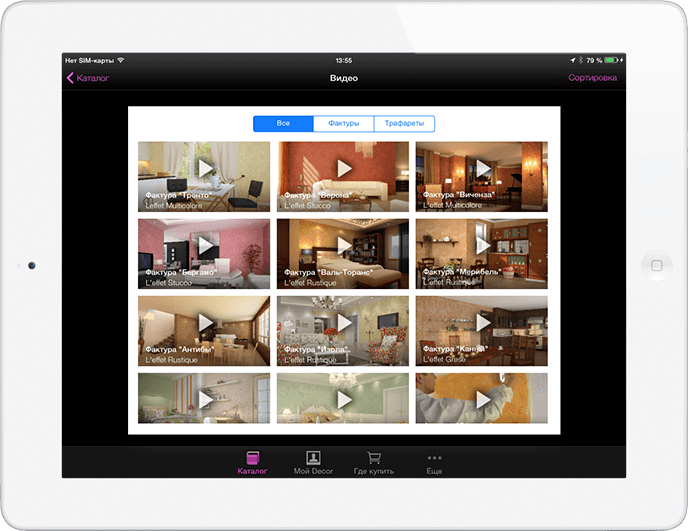 Нет SIM-карты 13:55 79 %
Каталог Видео Сортировка
Все Фактуры Трафареты
Фактура "Тренто" Фактура "Верона" Фактура "Виченза"
L'effet Multicolore L'effet Stucco L'effet Multicolore
Фактура "Бергамо" Фактура "Валь-Торанс" Фактура "Мерибель"
L'effet Stucco L'effet Rustique L'effet Rustique
Фактура "Антибы" Фактура "Изола" Фактура "Канны"
L'effet Rustique L'effet Rustique L'effet Grese
Каталог Мой Decor Где купить Еще